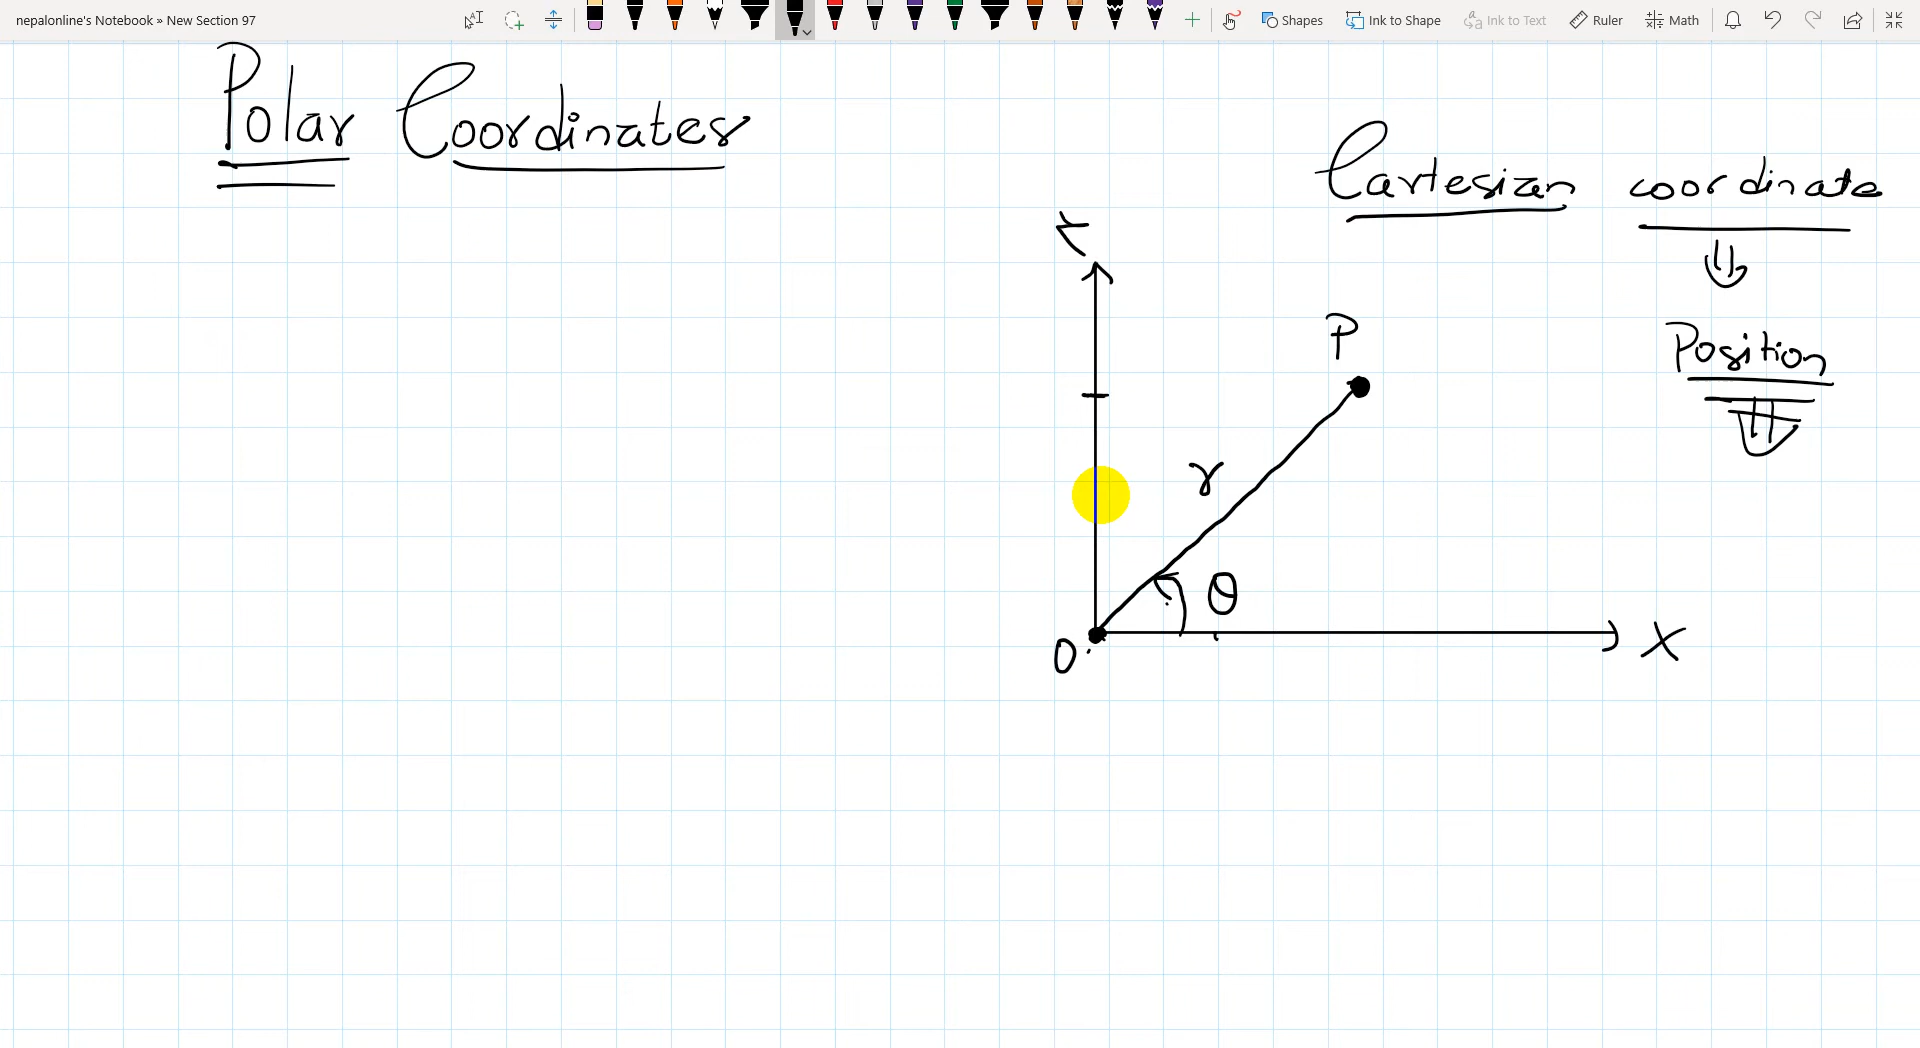 nepalonline's Notebook » New Section 97
Shapes
Ink to Shape
Ink to Text
Ruler
Math
Polar Coordinates
Cartesian coordinate
Position
P
r
θ
O
X